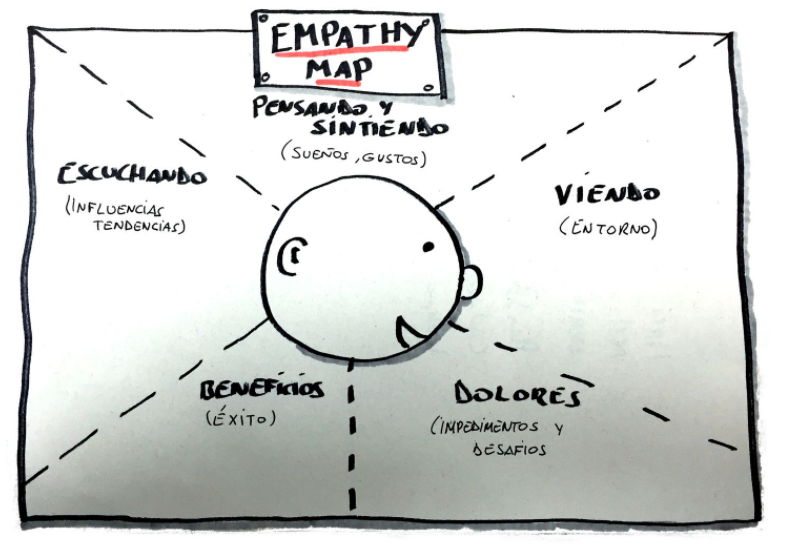 EMPATHY
MAP
PENSANDO Y
SINTIENDO
(SUEÑOS, GUSTOS)
ESCUCHANDO
(INFLUENCIAS
TENDENCIAS)
VIENDO
(ENTORNO)
BENEFICIOS
(ÉXITO)
DOLORES
(IMPEDIMENTOS Y
DESAFIOS